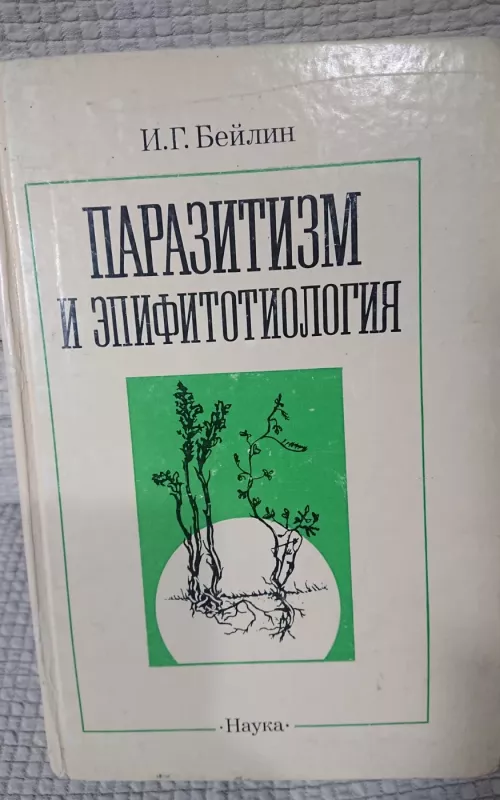 И.Г. Бейлин
ПАРАЗИТИЗМ
И ЭПИФИТОТИОЛОГИЯ
·Наука·